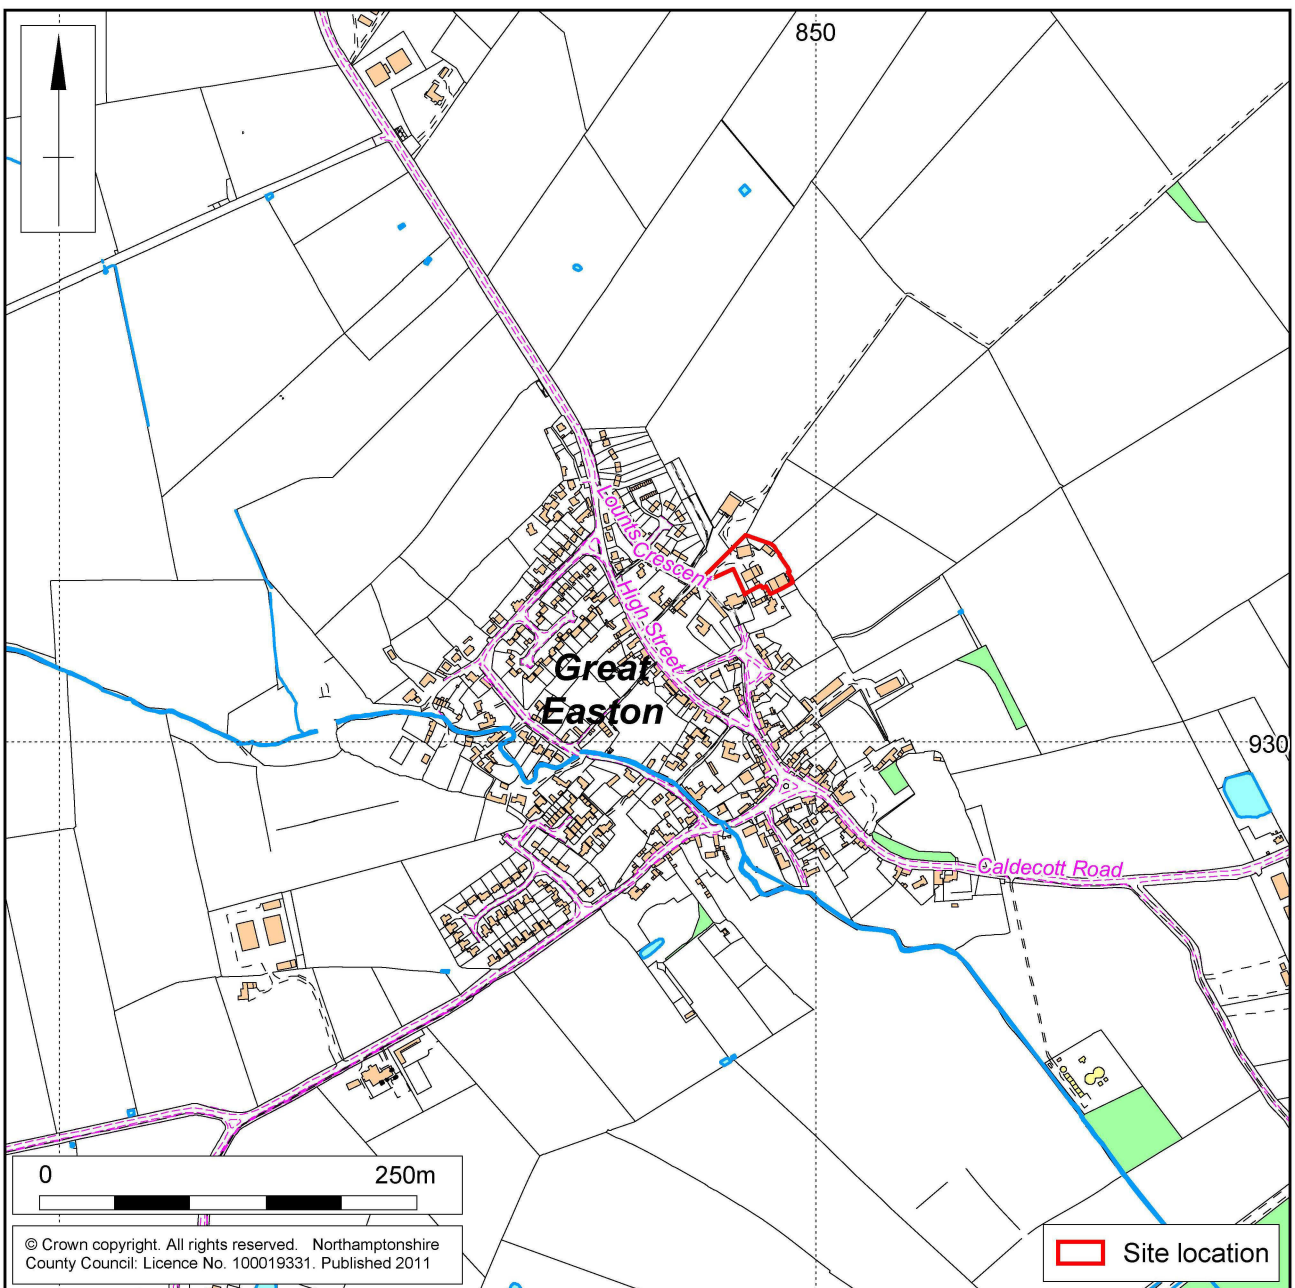 850
Lounts Crescent
High Street
Great
Easton
930
Caldecott Road
0 250m
© Crown copyright. All rights reserved. Northamptonshire
County Council: Licence No. 100019331. Published 2011
Site location